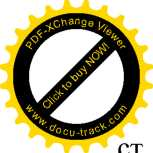 PDF-XChange Viewer
Click to buy NOW!
www.docu-track.com
CT